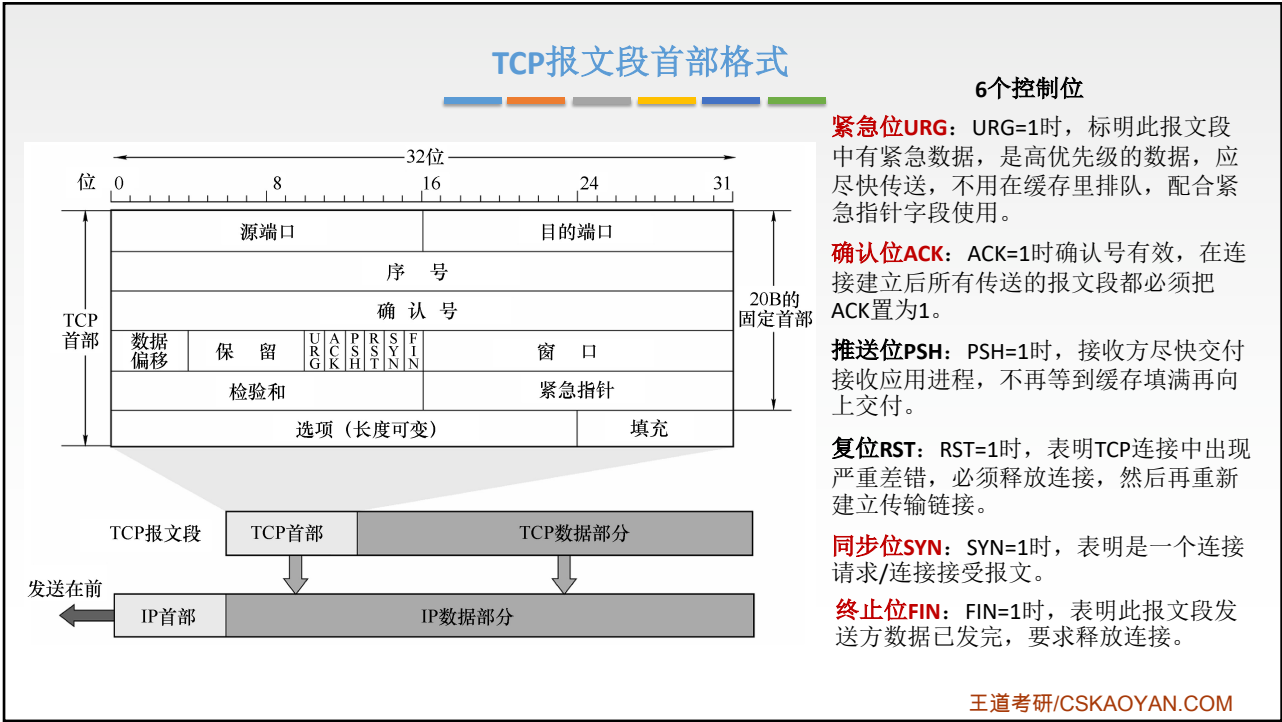 TCP报文段首部格式
6个控制位
紧急位URG：URG=1时，标明此报文段
中有紧急数据，是高优先级的数据，应
尽快传送，不用在缓存里排队，配合紧
急指针字段使用。
确认位ACK：ACK=1时确认号有效，在连
接建立后所有传送的报文段都必须把
ACK置为1。
推送位PSH：PSH=1时，接收方尽快交付
接收应用进程，不再等到缓存填满再向
上交付。
复位RST：RST=1时，表明TCP连接中出现
严重差错，必须释放连接，然后再重新
建立传输链接。
同步位SYN：SYN=1时，表明是一个连接
请求/连接接受报文。
终止位FIN：FIN=1时，表明此报文段发
送方数据已发完，要求释放连接。
32位
位 0 8 16 24 31
源端口 目的端口
序 号
确 认 号
TCP
首部
20B的
固定首部
数据
偏移
保 留
URG
ACK
PSH
RST
SYN
FIN
窗 口
检验和 紧急指针
选项（长度可变） 填充
TCP报文段 TCP首部 TCP数据部分
发送在前
IP首部 IP数据部分
王道考研/CSKAOYAN.COM